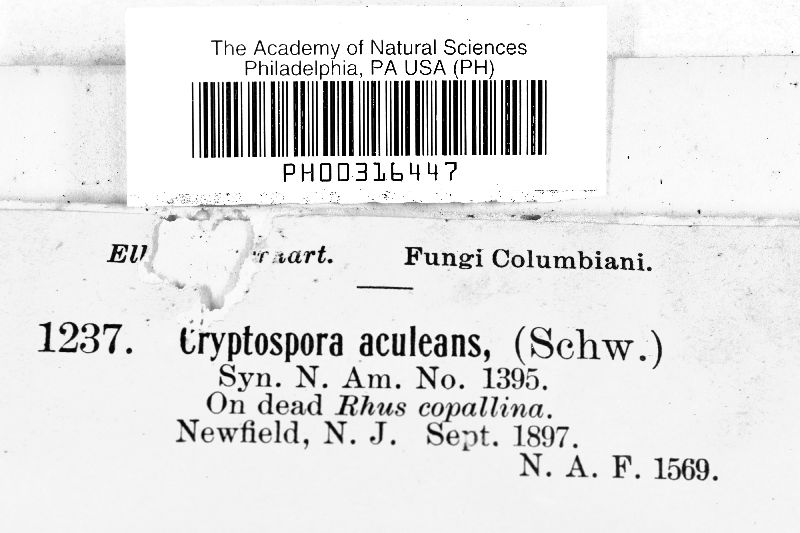 The Academy of Natural Sciences
Philadelphia, PA USA (PH)
PH00316447
Fungi Columbiani.
1237. Cryptospora aculeans, (Schw.)
Syn. N. Am. No. 1395.
On dead Rhus copallina.
Newfield, N. J. Sept. 1897.
N. A. F. 1569.